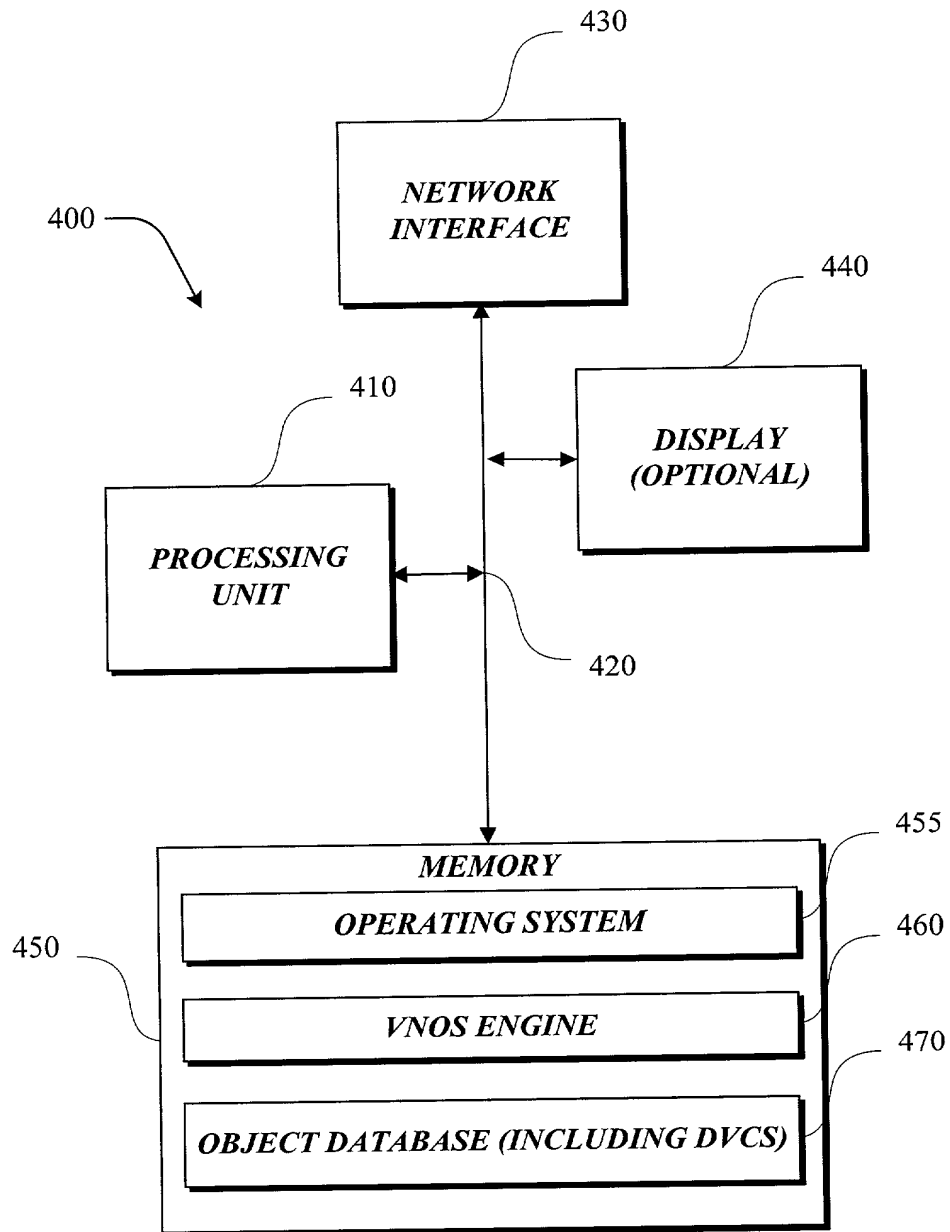 430
NETWORK
INTERFACE
400
440
410
DISPLAY
(OPTIONAL)
PROCESSING
UNIT
420
455
MEMORY
OPERATING SYSTEM
460
450
VNOS ENGINE
470
OBJECT DATABASE (INCLUDING DVCS)